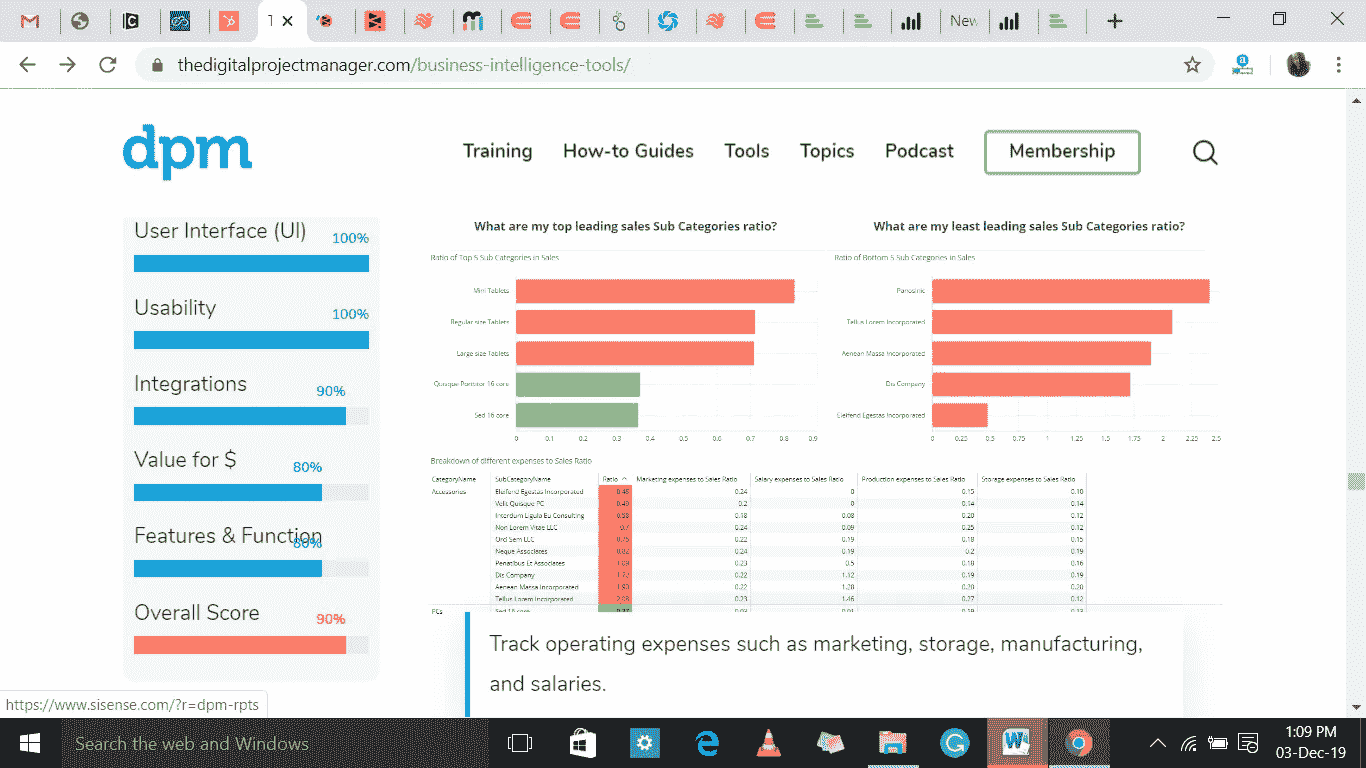 New
thedigitalprojectmanager.com/business-intelligence-tools/
dpm
Training How-to Guides Tools Topics Podcast Membership
User Interface (UI) 100%
Usability 100%
Integrations 90%
Value for $ 80%
Features & Function 80%
Overall Score 90%
What are my top leading sales Sub Categories ratio?
Ratio of Top 5 Sub Categories in Sales
Mini Tablets
Regular size Tablets
Large size Tablets
Quisque Porttitor 16 core
Sed 16 core
0 0.1 0.2 0.3 0.4 0.5 0.6 0.7 0.8 0.9
What are my least leading sales Sub Categories ratio?
Ratio of Bottom 5 Sub Categories in Sales
Tellus Lorem Incorporated
Aenean Massa Incorporated
Dis Company
Eleifend Egestas Incorporated
0 0.25 0.5 0.75 1 1.25 1.5 1.75 2 2.25 2.5
Breakdown of different expenses to Sales Ratio
CategoryName SubCategoryName Ratio Marketing expenses to Sales Ratio Salary expenses to Sales Ratio Production expenses to Sales Ratio Storage expenses to Sales Ratio
Accessories Eleifend Egestas Incorporated 0.48 0.24 0 0.15 0.10
Velit Quisque PC 0.49 0.2 0 0.14 0.14
Interdum Ligula Eu Consulting 0.58 0.18 0.08 0.20 0.12
Non Lorem Vitae LLC 0.7 0.24 0.09 0.25 0.12
Orci Sem LLC 0.75 0.22 0.19 0.18 0.15
Neque Associates 0.82 0.24 0.19 0.2 0.19
Penatibus Et Associates 1.09 0.23 0.5 0.18 0.16
Dis Company 1.72 0.22 1.12 0.19 0.19
Aenean Massa Incorporated 1.90 0.22 1.28 0.20 0.20
Tellus Lorem Incorporated 2.08 0.23 1.46 0.27 0.12
PCs Sed 16 core 0.37 0.03 0.01 0.19 0.13
Track operating expenses such as marketing, storage, manufacturing,
and salaries.
https://www.sisense.com/?r=dpm-rpts
Search the web and Windows
1:09 PM
03-Dec-19